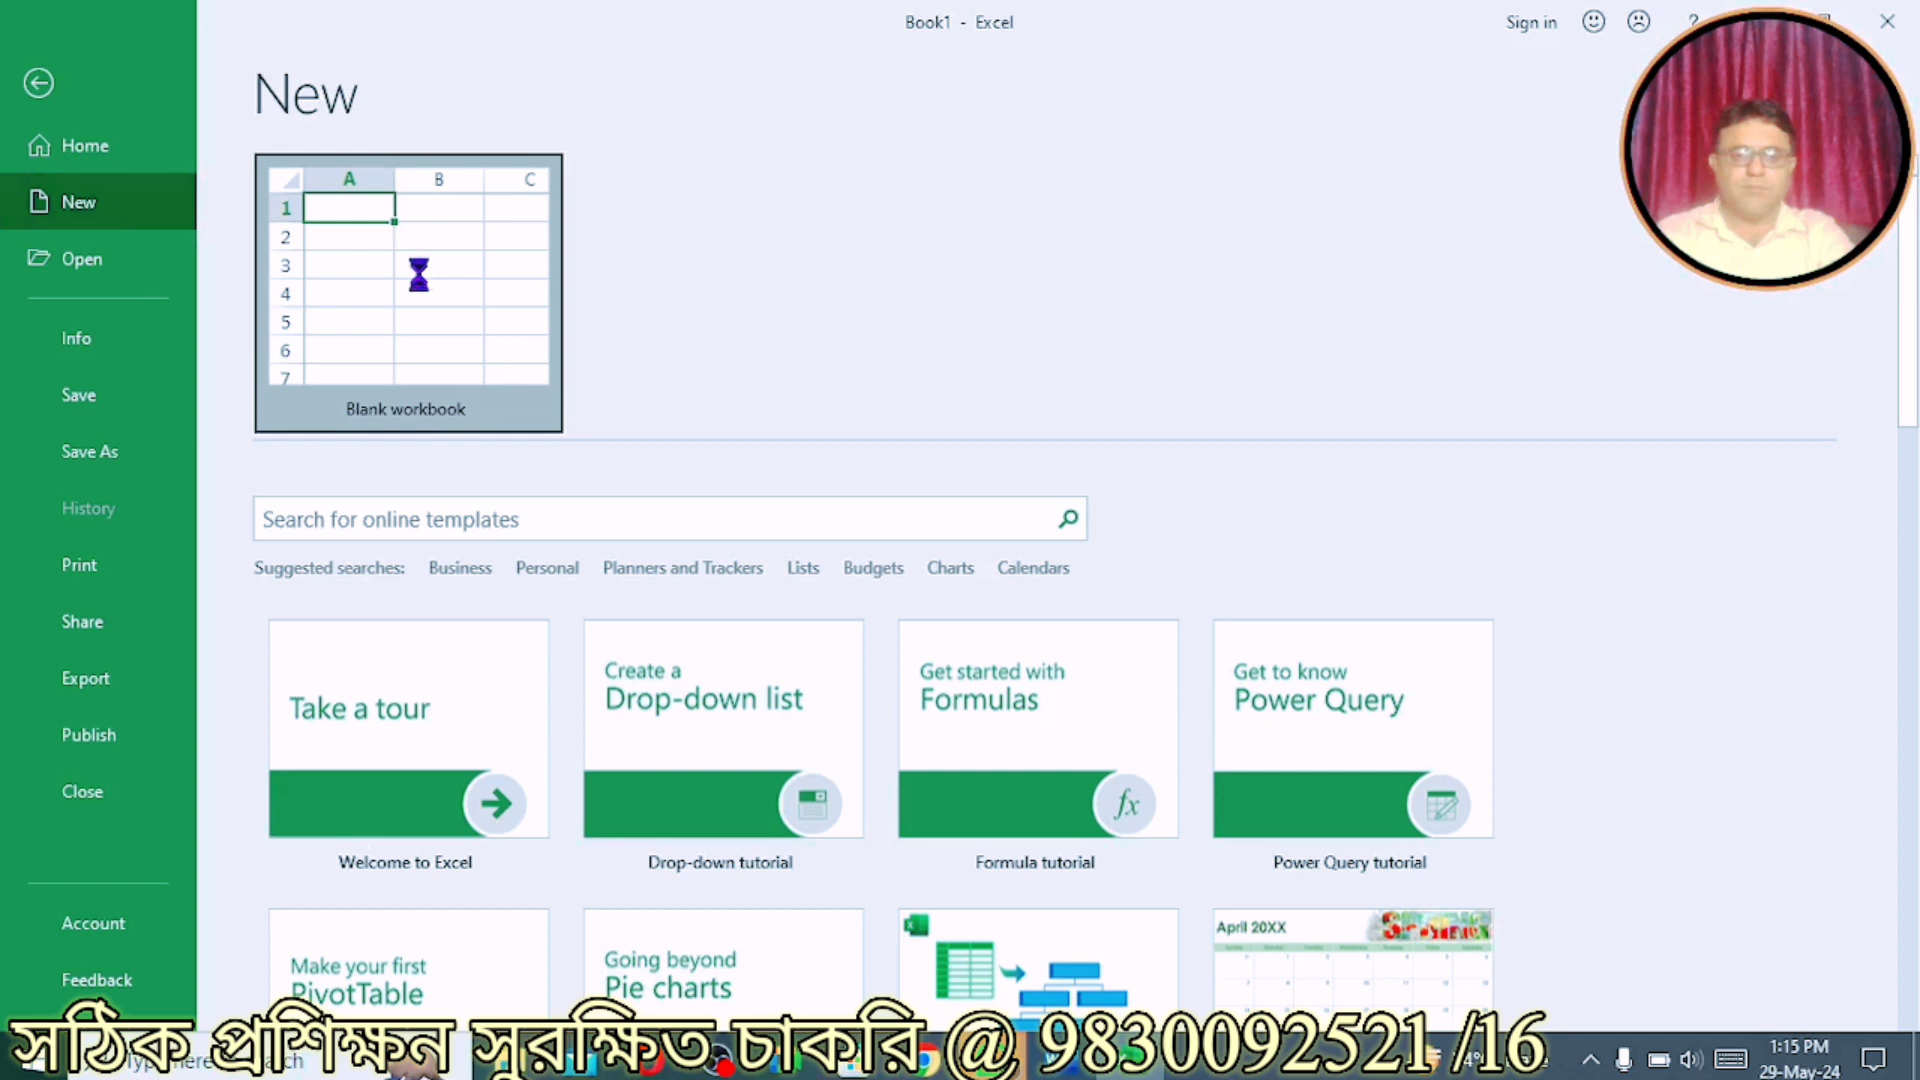 Book1 - Excel
Sign in
?
New
Home
New
Open
Info
Save
Save As
History
Print
Share
Export
Publish
Close
Account
Feedback
A B C
1
2
3
4
5
6
7
Blank workbook
Search for online templates
Suggested searches: Business Personal Planners and Trackers Lists Budgets Charts Calendars
Take a tour
Welcome to Excel
Create a
Drop-down list
Drop-down tutorial
Get started with
Formulas
fx
Formula tutorial
Get to know
Power Query
Power Query tutorial
Make your first
PivotTable
Going beyond
Pie charts
April 20XX
সঠিক প্রশিক্ষন সুরক্ষিত চাকরি @ 9830092521 /16
1:15 PM
29-May-24